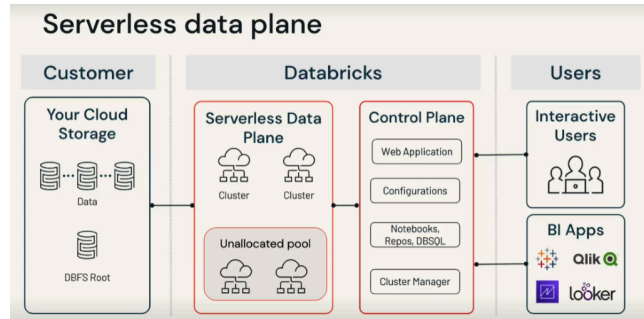 Serverless data plane
Customer
Databricks
Users
Your Cloud
Storage
Data
DBFS Root
Serverless Data
Plane
Cluster
Cluster
Unallocated pool
Control Plane
Web Application
Configurations
Notebooks,
Repos, DBSQL
Cluster Manager
Interactive
Users
BI Apps
Qlik
looker